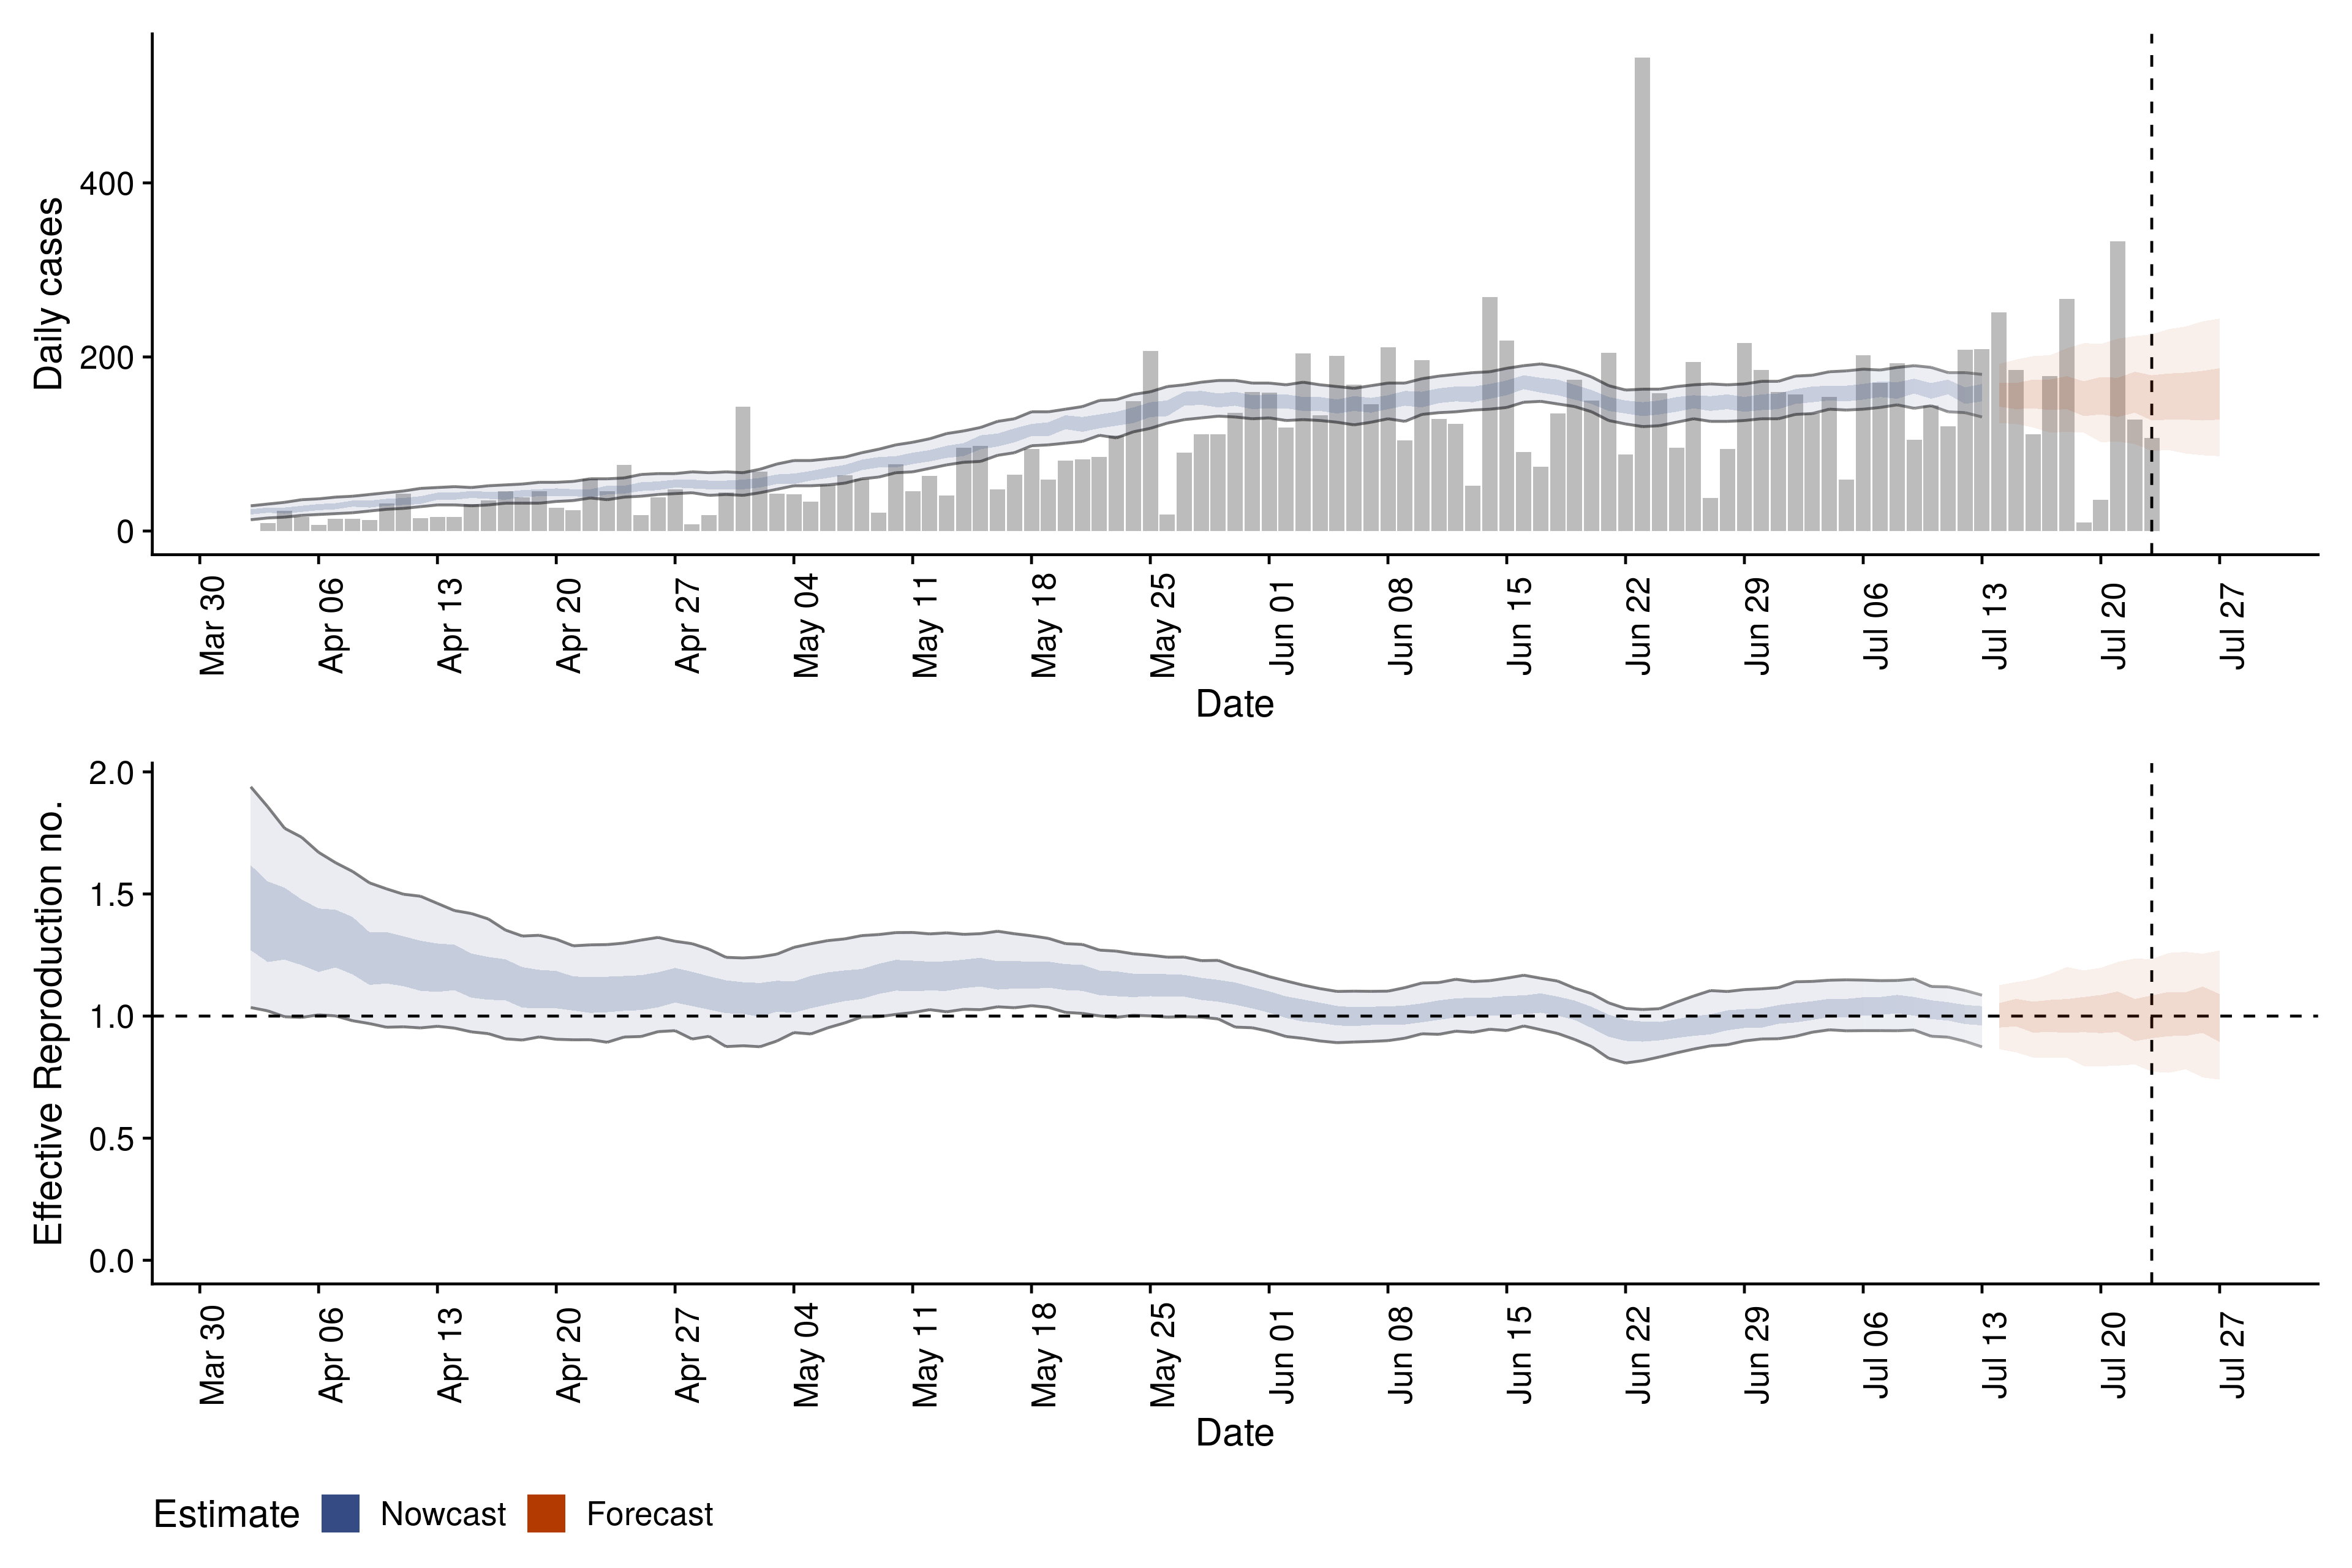 Daily cases
400
200
0
Mar 30
Apr 06
Apr 13
Apr 20
Apr 27
May 04
May 11
May 18
May 25
Jun 01
Jun 08
Jun 15
Jun 22
Jun 29
Jul 06
Jul 13
Jul 20
Jul 27
Date
Effective Reproduction no.
2.0
1.5
1.0
0.5
0.0
Mar 30
Apr 06
Apr 13
Apr 20
Apr 27
May 04
May 11
May 18
May 25
Jun 01
Jun 08
Jun 15
Jun 22
Jun 29
Jul 06
Jul 13
Jul 20
Jul 27
Date
Estimate Nowcast Forecast